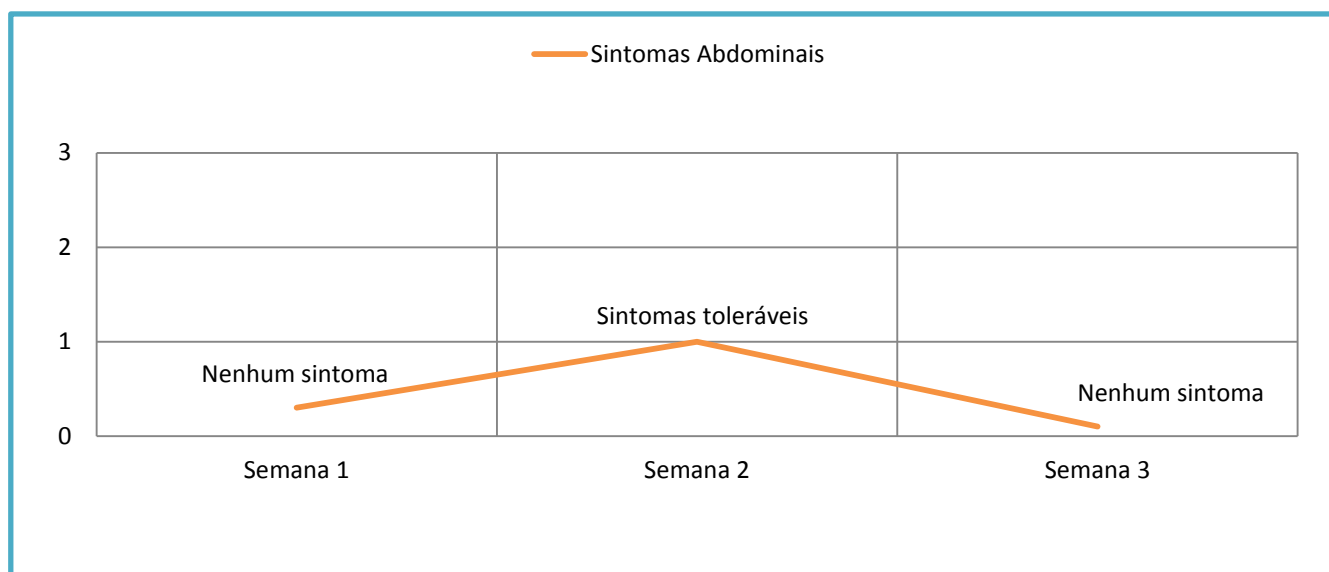 Sintomas Abdominais
3
2
Sintomas toleráveis
1
Nenhum sintoma
Nenhum sintoma
0
Semana 1 Semana 2 Semana 3